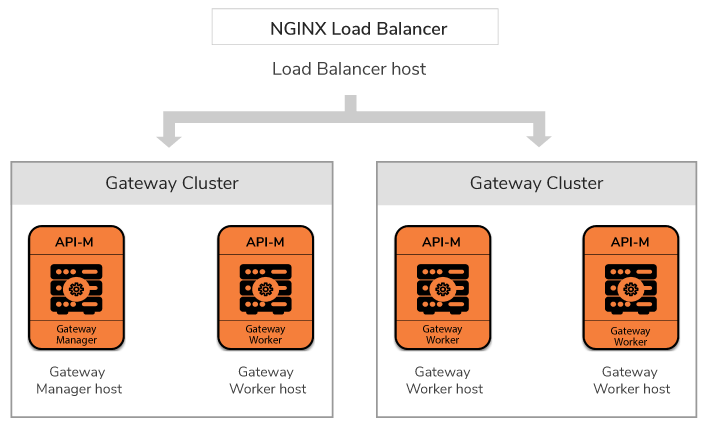 NGINX Load Balancer
Load Balancer host
Gateway Cluster
API-M
Gateway
Manager
Gateway
Manager host
API-M
Gateway
Worker
Gateway
Worker host
Gateway Cluster
API-M
Gateway
Worker
Gateway
Worker host
API-M
Gateway
Worker
Gateway
Worker host